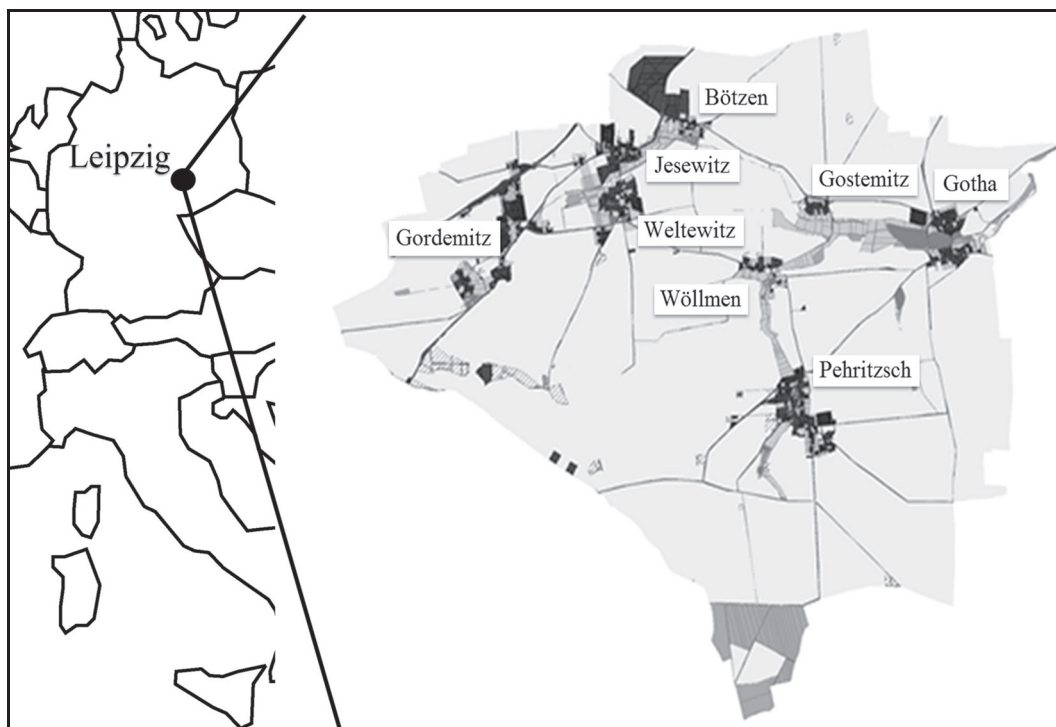 Leipzig
Bötzen
Jesewitz
Gostemitz
Gotha
Gordemitz
Weltewitz
Wöllmen
Pehritzsch